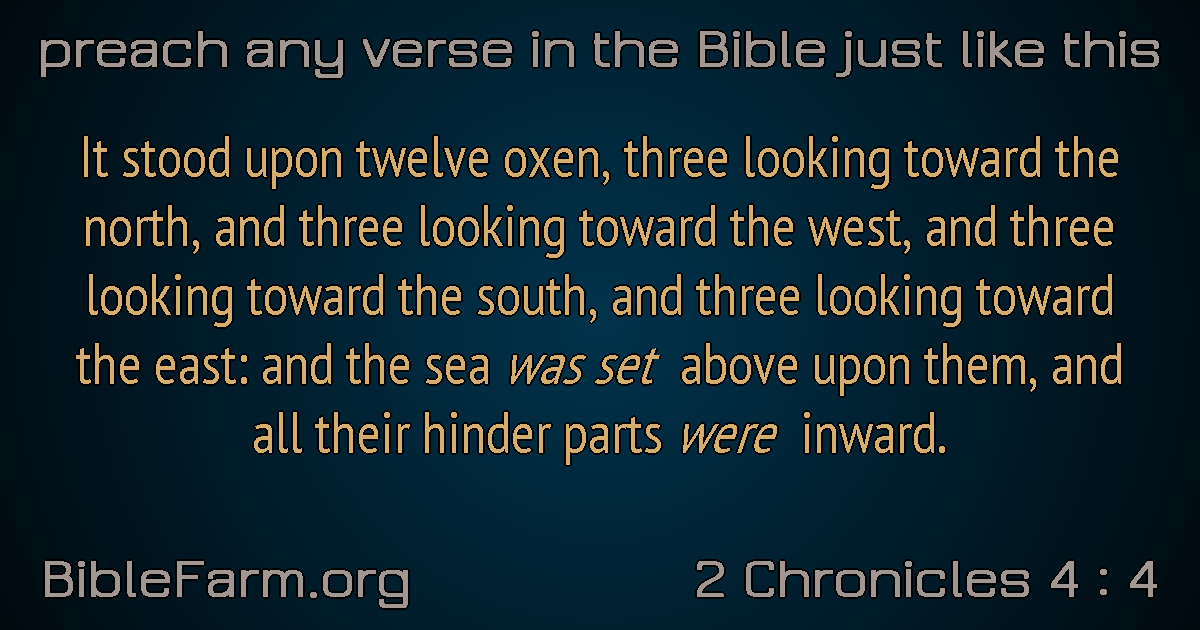 preach any verse in the Bible just like this
It stood upon twelve oxen, three looking toward the
north, and three looking toward the west, and three
looking toward the south, and three looking toward
the east: and the sea was set above upon them, and
all their hinder parts were inward.
BibleFarm.org
2 Chronicles 4 : 4